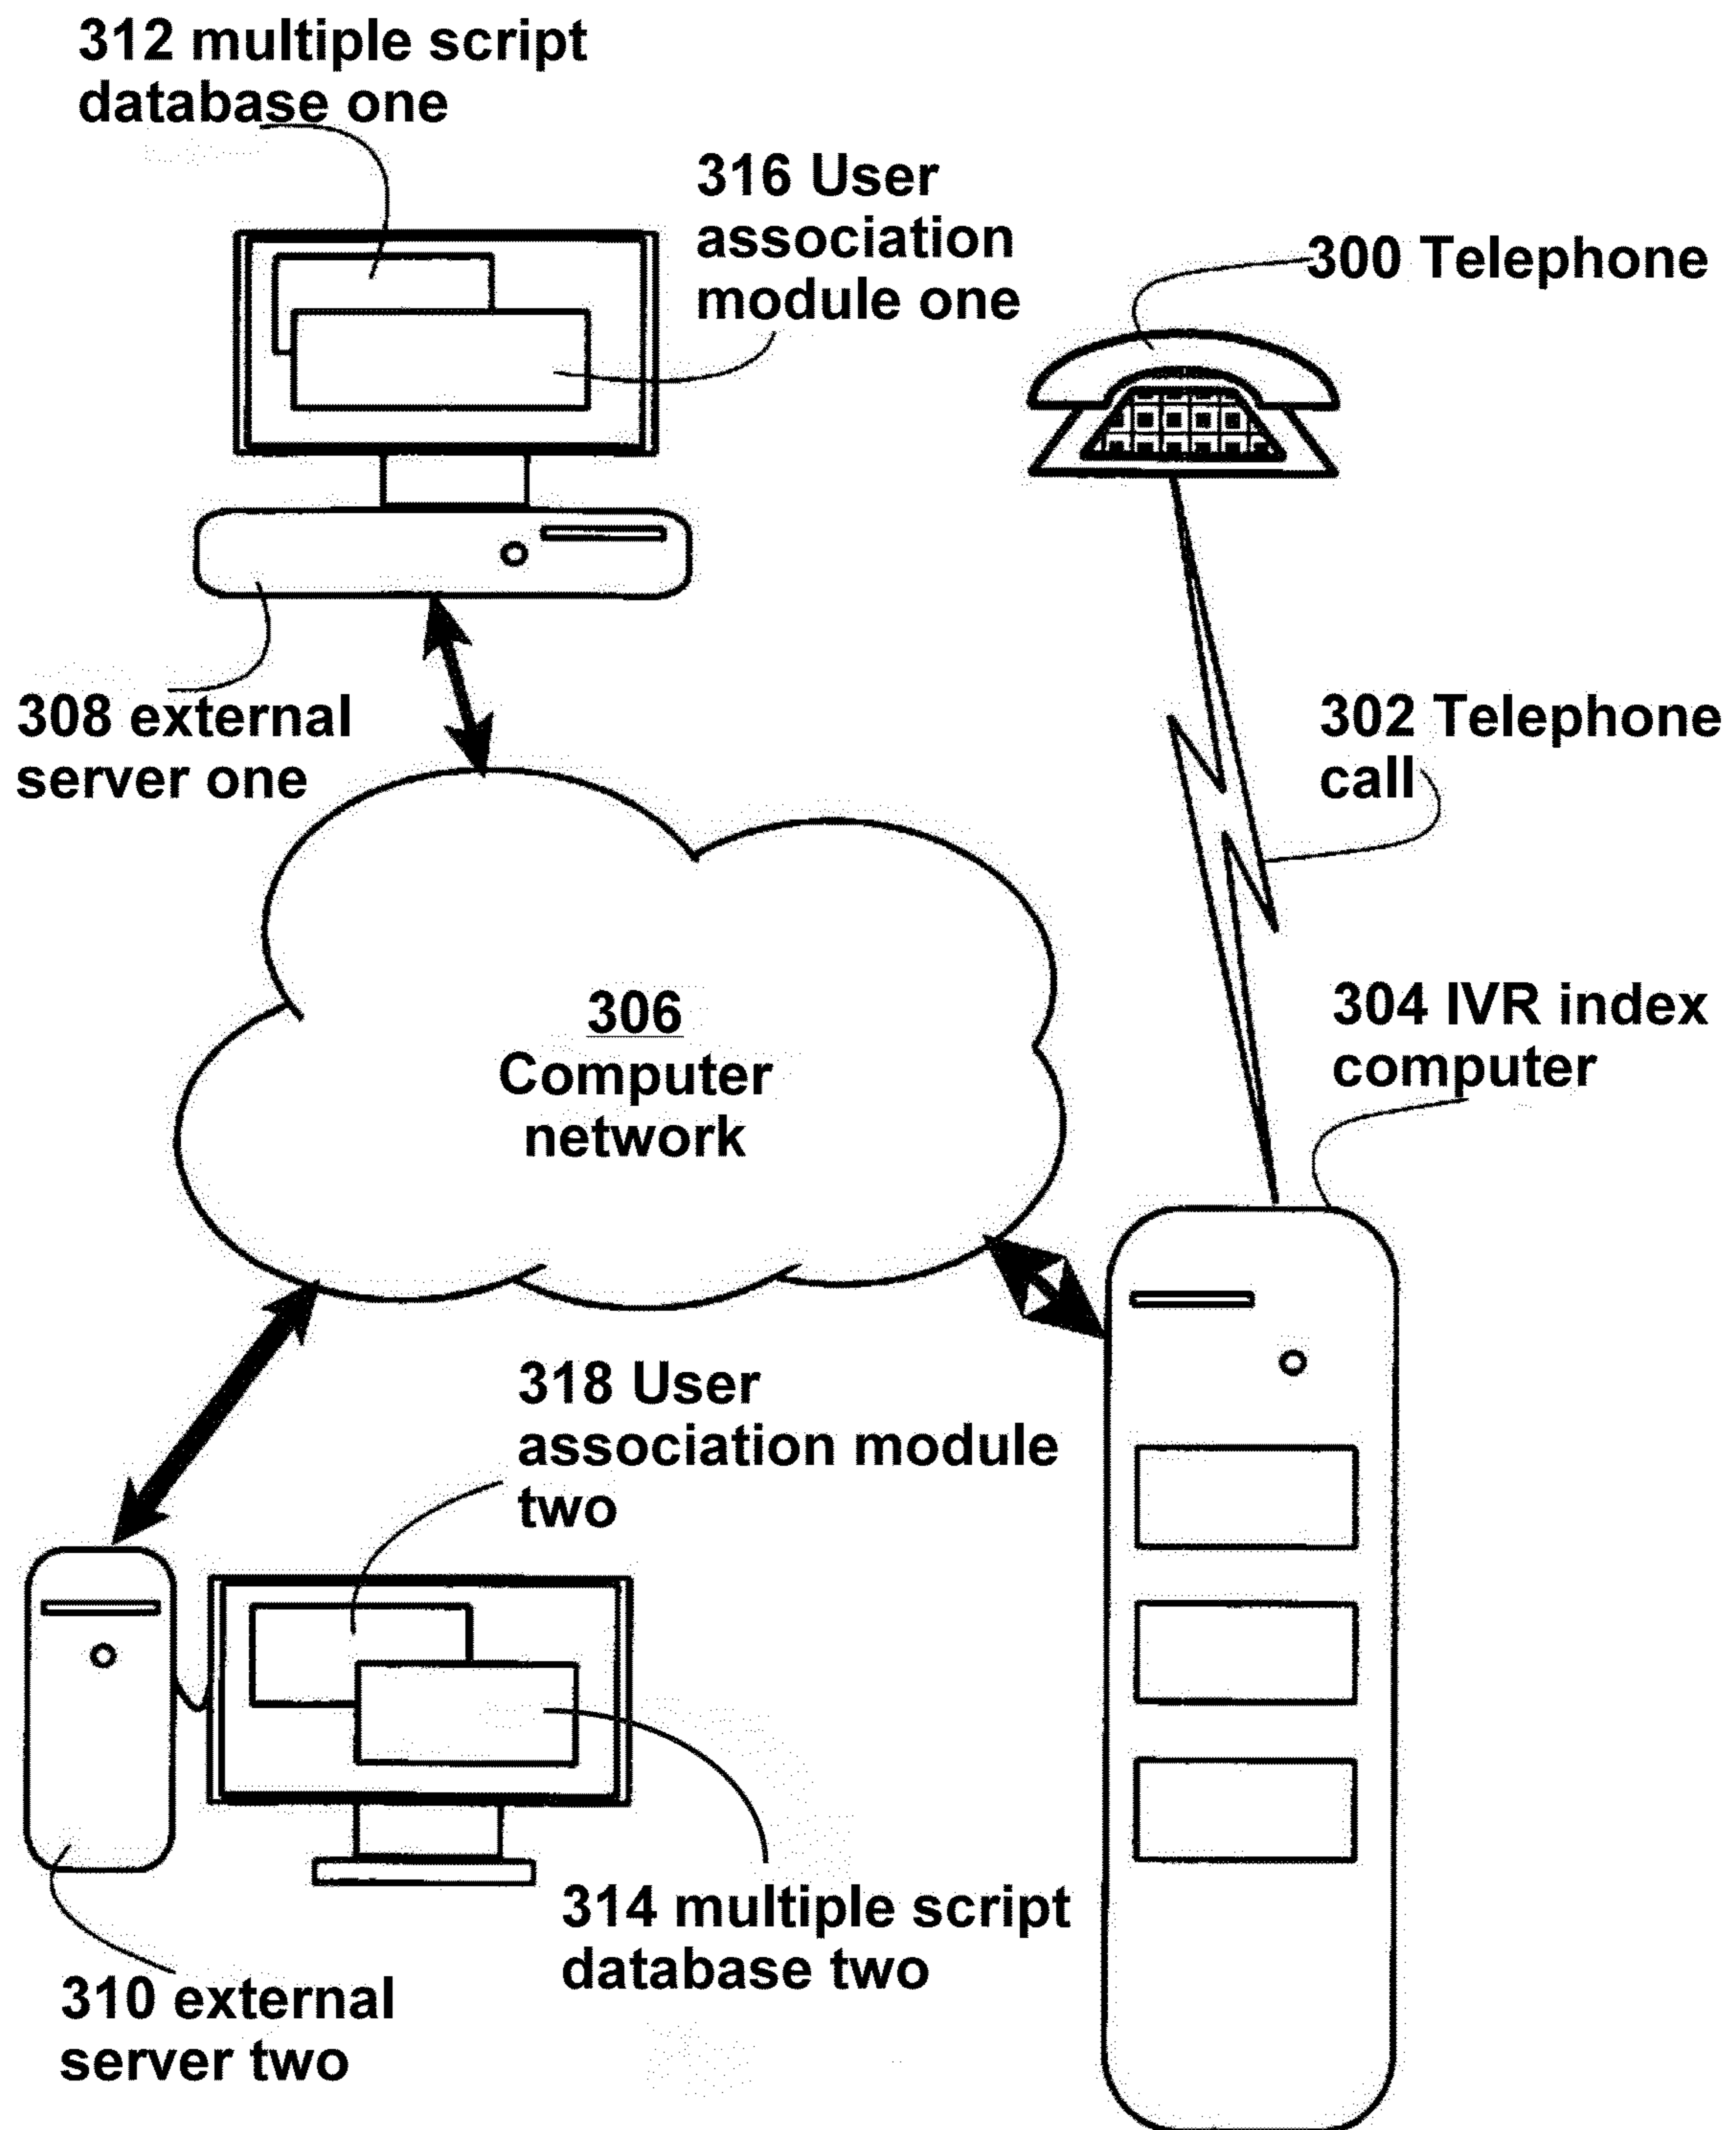 312 multiple script
database one
316 User
association
module one
300 Telephone
308 external
server one
302 Telephone
call
306
Computer
network
304 IVR index
computer
318 User
association module
two
314 multiple script
database two
310 external
server two